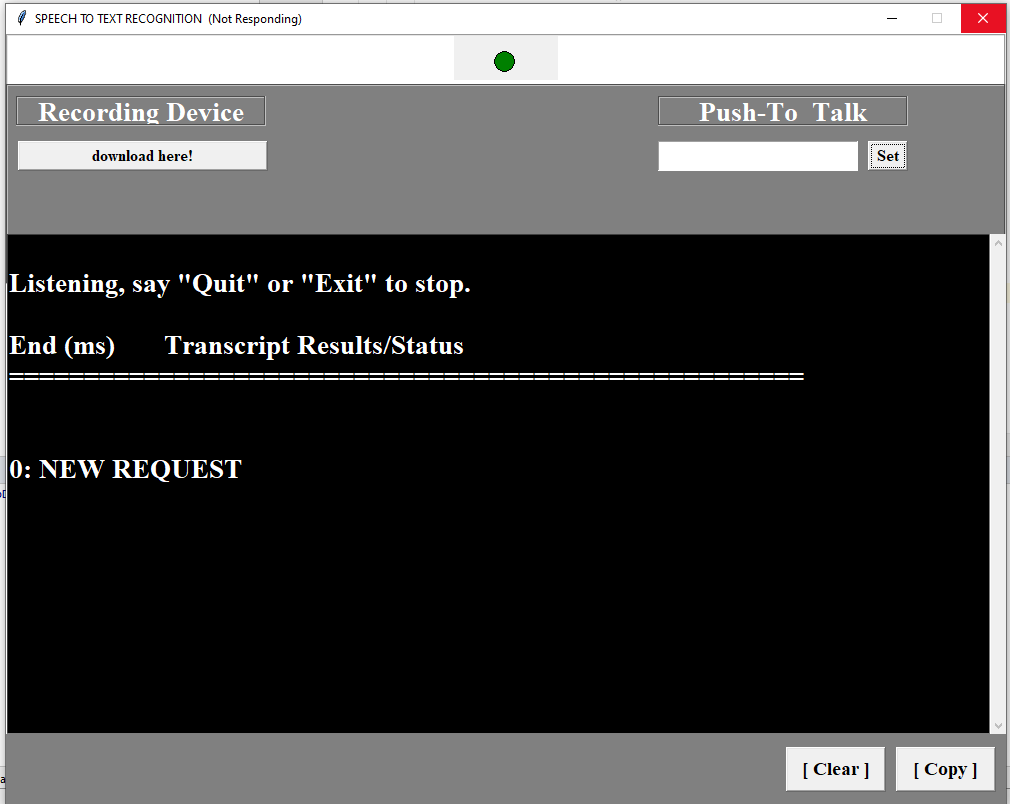 SPEECH TO TEXT RECOGNITION (Not Responding)
Recording Device
Push-To Talk
download here!
Set
Listening, say "Quit" or "Exit" to stop.
End (ms) Transcript Results/Status
=====================================================
0: NEW REQUEST
[ Clear ]
[ Copy ]